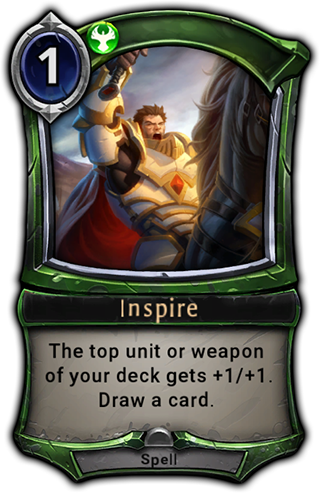 1
Inspire
The top unit or weapon
of your deck gets +1/+1.
Draw a card.
Spell